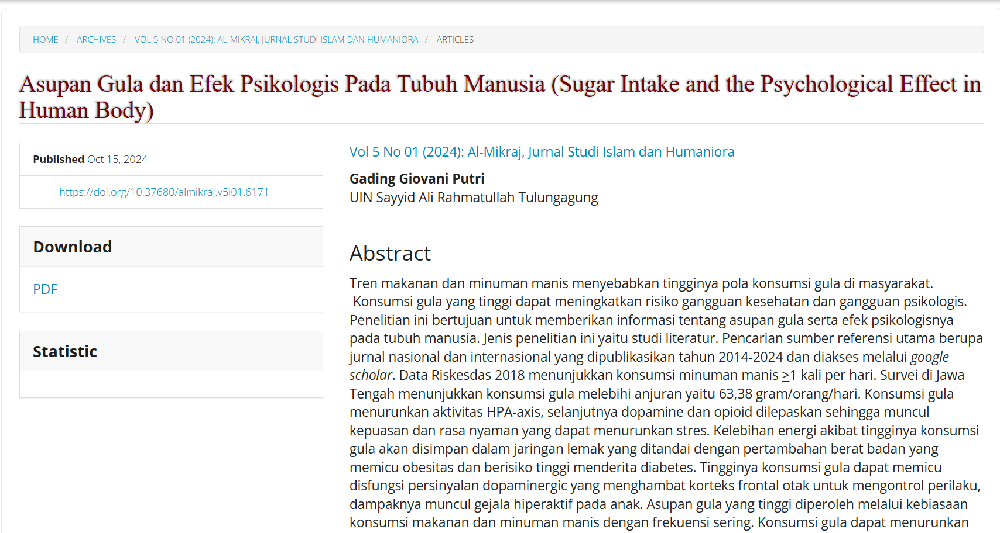 HOME / ARCHIVES / VOL 5 NO 01 (2024): AL-MIKRAJ, JURNAL STUDI ISLAM DAN HUMANIORA / ARTICLES
Asupan Gula dan Efek Psikologis Pada Tubuh Manusia (Sugar Intake and the Psychological Effect in
Human Body)
Published Oct 15, 2024
https://doi.org/10.37680/almikraj.v5i01.6171
Download
PDF
Statistic
Vol 5 No 01 (2024): Al-Mikraj, Jurnal Studi Islam dan Humaniora
Gading Giovani Putri
UIN Sayyid Ali Rahmatullah Tulungagung
Abstract
Tren makanan dan minuman manis menyebabkan tingginya pola konsumsi gula di masyarakat.
Konsumsi gula yang tinggi dapat meningkatkan risiko gangguan kesehatan dan gangguan psikologis.
Penelitian ini bertujuan untuk memberikan informasi tentang asupan gula serta efek psikologisnya
pada tubuh manusia. Jenis penelitian ini yaitu studi literatur. Pencarian sumber referensi utama berupa
jurnal nasional dan internasional yang dipublikasikan tahun 2014-2024 dan diakses melalui google
scholar. Data Riskesdas 2018 menunjukkan konsumsi minuman manis >1 kali per hari. Survei di Jawa
Tengah menunjukkan konsumsi gula melebihi anjuran yaitu 63,38 gram/orang/hari. Konsumsi gula
menurunkan aktivitas HPA-axis, selanjutnya dopamine dan opioid dilepaskan sehingga muncul
kepuasan dan rasa nyaman yang dapat menurunkan stres. Kelebihan energi akibat tingginya konsumsi
gula akan disimpan dalam jaringan lemak yang ditandai dengan pertambahan berat badan yang
memicu obesitas dan berisiko tinggi menderita diabetes. Tingginya konsumsi gula dapat memicu
disfungsi persinyalan dopaminergic yang menghambat korteks frontal otak untuk mengontrol perilaku,
dampaknya muncul gejala hiperaktif pada anak. Asupan gula yang tinggi diperoleh melalui kebiasaan
konsumsi makanan dan minuman manis dengan frekuensi sering. Konsumsi gula dapat menurunkan